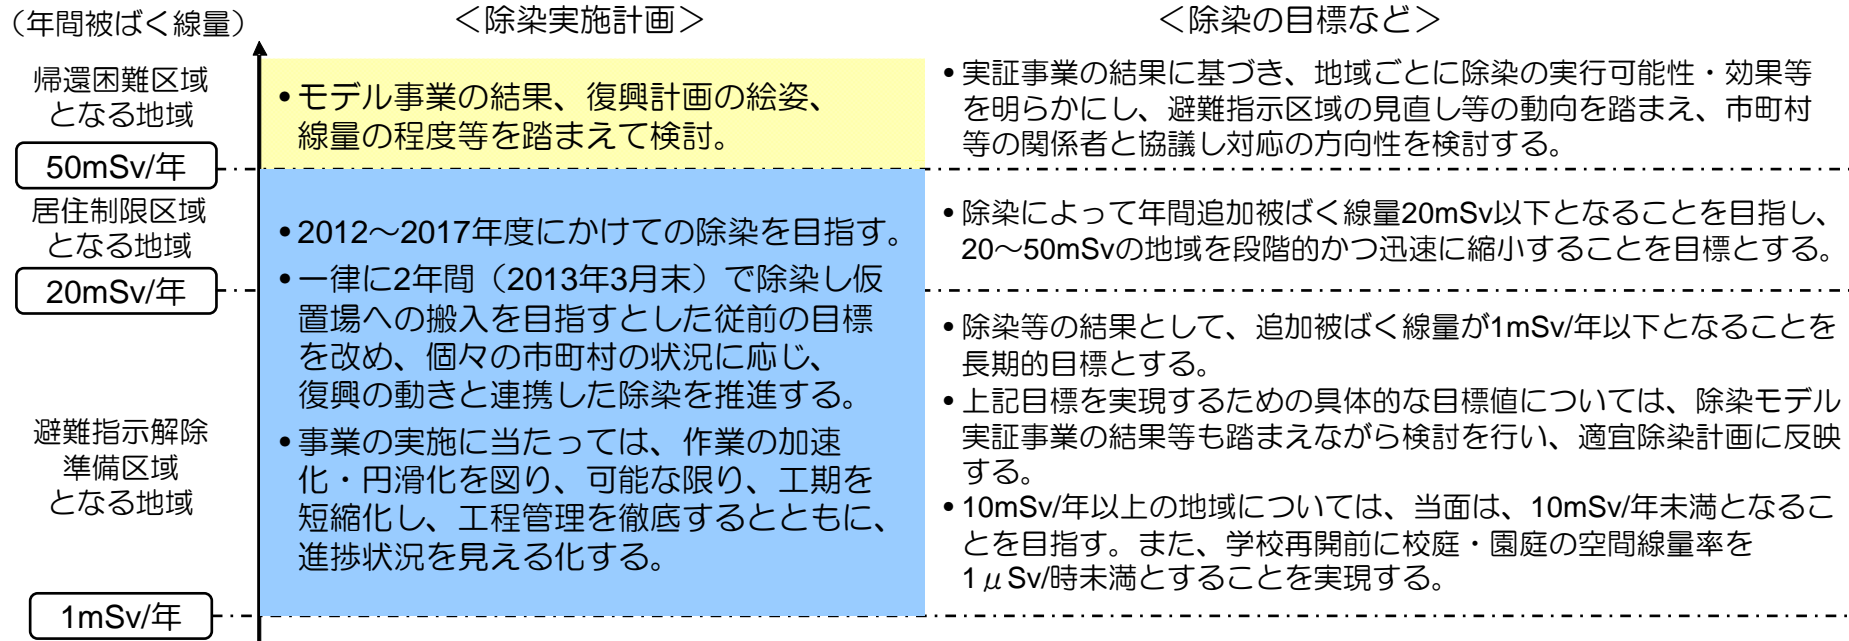 （年間被ばく線量）
＜除染実施計画＞
＜除染の目標など＞
帰還困難区域
となる地域
50mSv/年
居住制限区域
となる地域
20mSv/年
避難指示解除
準備区域
となる地域
1mSv/年
•モデル事業の結果、復興計画の絵姿、
線量の程度等を踏まえて検討。
•2012～2017年度にかけての除染を目指す。
•一律に2年間（2013年3月末）で除染し仮
置場への搬入を目指すとした従前の目標
を改め、個々の市町村の状況に応じ、
復興の動きと連携した除染を推進する。
•事業の実施に当たっては、作業の加速
化・円滑化を図り、可能な限り、工期を
短縮化し、工程管理を徹底するとともに、
進捗状況を見える化する。
•実証事業の結果に基づき、地域ごとに除染の実行可能性・効果等
を明らかにし、避難指示区域の見直し等の動向を踏まえ、市町村
等の関係者と協議し対応の方向性を検討する。
•除染によって年間追加被ばく線量20mSv以下となることを目指し、
20～50mSvの地域を段階的かつ迅速に縮小することを目標とする。
•除染等の結果として、追加被ばく線量が1mSv/年以下となることを
長期的目標とする。
•上記目標を実現するための具体的な目標値については、除染モデル
実証事業の結果等も踏まえながら検討を行い、適宜除染計画に反映
する。
•10mSv/年以上の地域については、当面は、10mSv/年未満となるこ
とを目指す。また、学校再開前に校庭・園庭の空間線量率を
1μSv/時未満とすることを実現する。